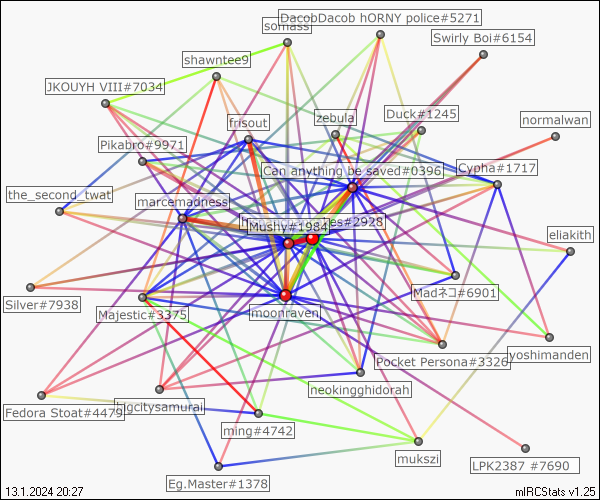 DacobDacob hORNY police#5271
somass
Swirly Boi#6154
shawntee9
JKOUYH VIII#7034
zebula
Duck#1245
frisout
normalwan
Pikabro#9971
Can anything be saved#0396
Cypha#1717
the_second_twat
marcemadness
Mushy#1984
es#2928
eliakith
Madネコ#6901
Silver#7938
Majestic#3375
moonraven
Pocket Persona#3326
yoshimanden
neokingghidorah
Fedora Stoat#4479
bigcitysamurai
ming#4742
mukszi
LPK2387 #7690
Eg.Master#1378
13.1.2024 20:27
mIRCStats v1.25